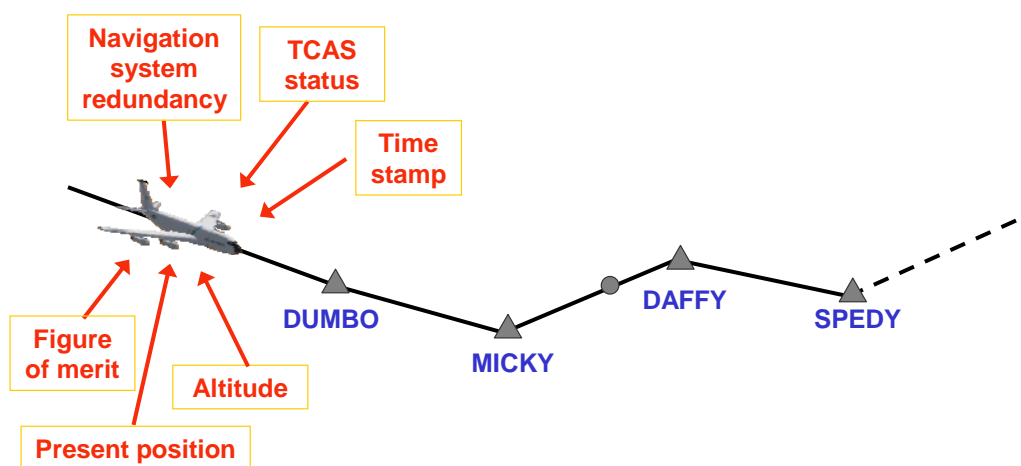 Navigation
system
redundancy
TCAS
status
Time
stamp
DUMBO
MICKY
DAFFY
SPEDY
Figure
of merit
Altitude
Present position